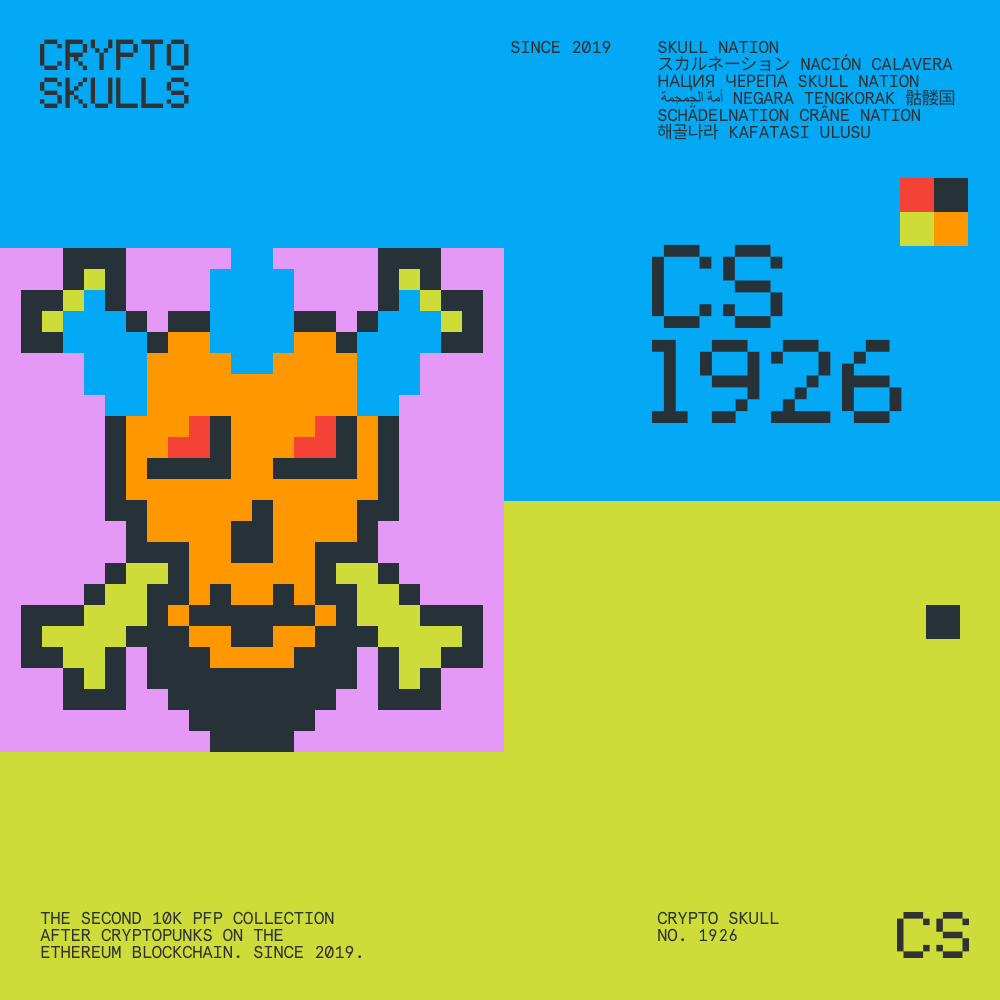 CRYPTO
SKULLS
SINCE 2019
SKULL NATION
スカルネーション NACIÓN CALAVERA
НАЦИЯ ЧЕРЕПА SKULL NATION
أمة الجمجمة NEGARA TENGKORAK 骷髅国
SCHÄDELNATION CRÂNE NATION
해골나라 KAFATASI ULUSU
CS
1926
THE SECOND 10K PFP COLLECTION
AFTER CRYPTOPUNKS ON THE
ETHEREUM BLOCKCHAIN. SINCE 2019.
CRYPTO SKULL
NO. 1926
CS